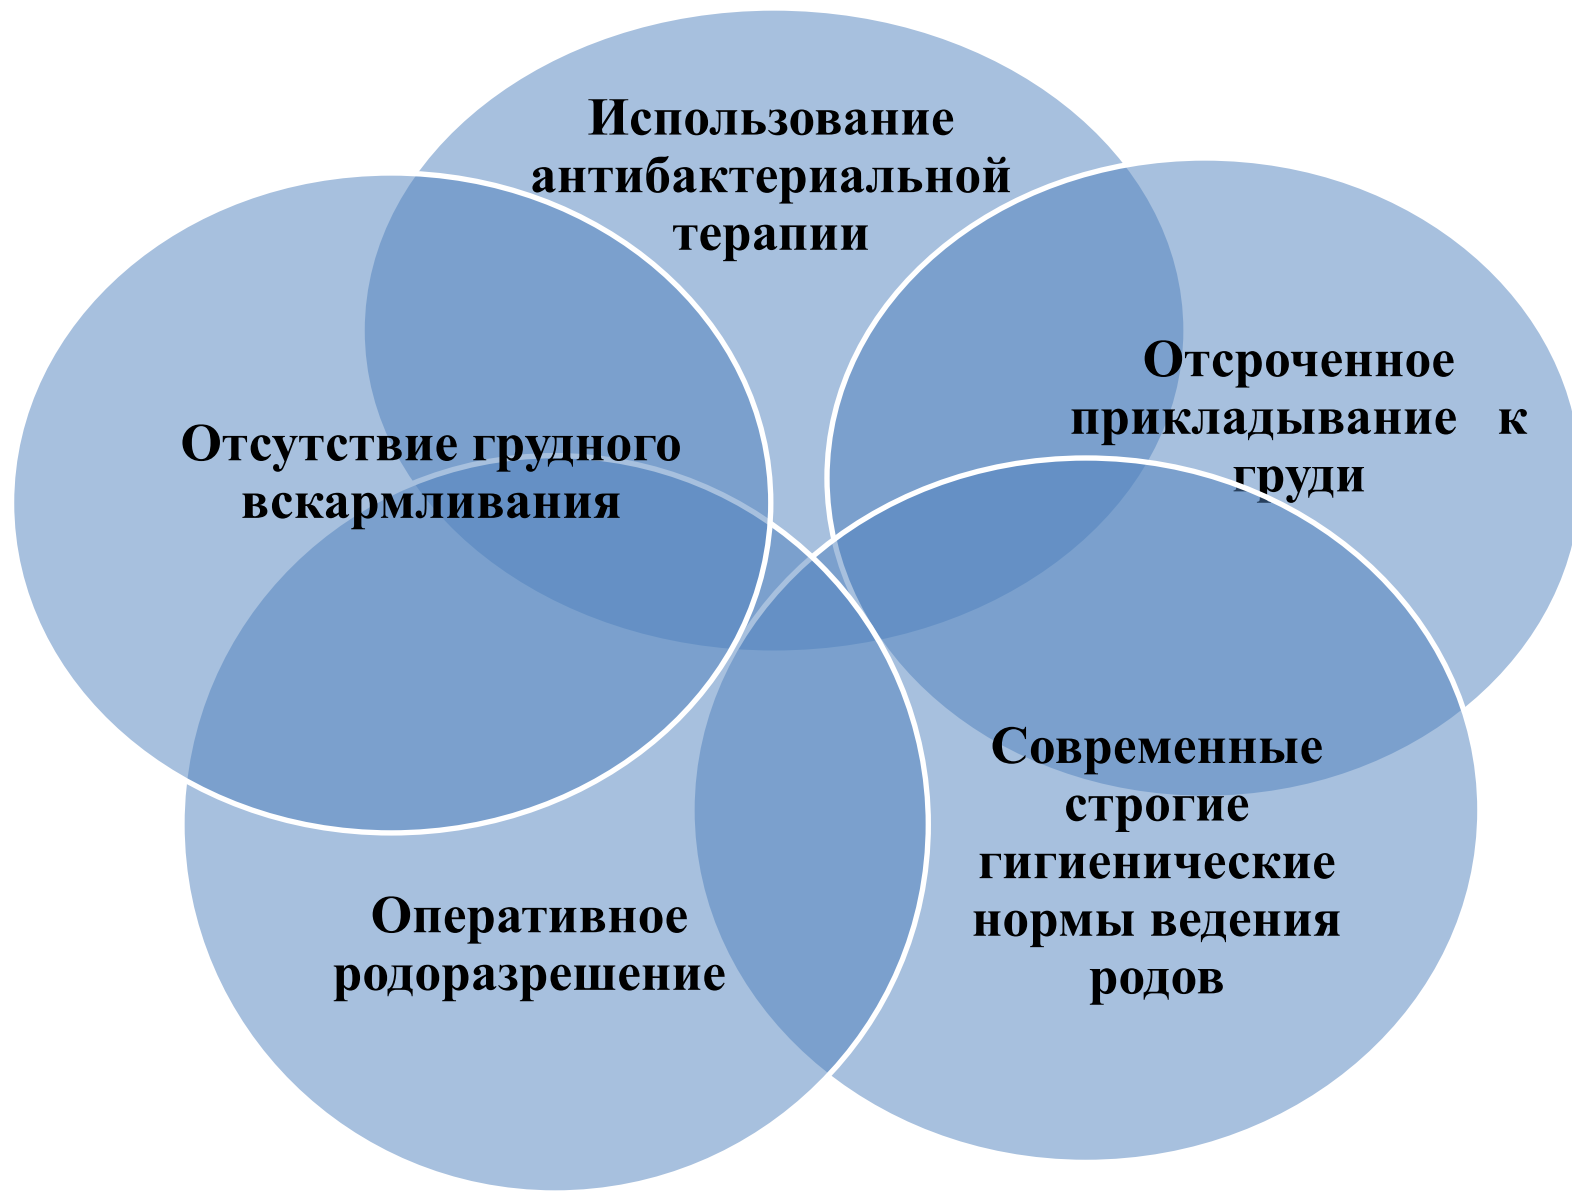 Использование
антибактериальной
терапии
Отсроченное
прикладывание к
груди
Отсутствие грудного
вскармливания
Современные
строгие
гигиенические
нормы ведения
родов
Оперативное
родоразрешение